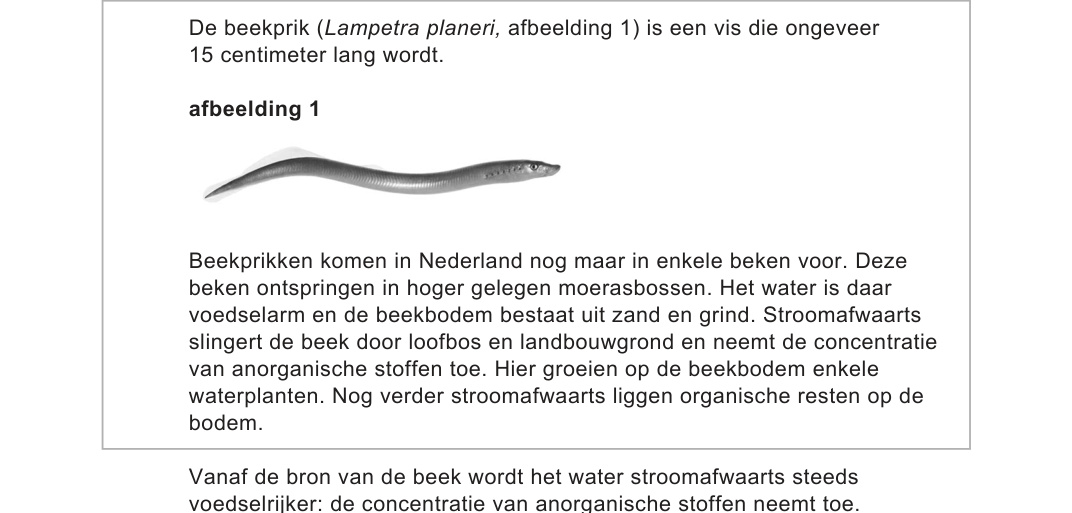 De beekprik (Lampetra planeri, afbeelding 1) is een vis die ongeveer
15 centimeter lang wordt.
afbeelding 1
Beekprikken komen in Nederland nog maar in enkele beken voor. Deze
beken ontspringen in hoger gelegen moerasbossen. Het water is daar
voedselarm en de beekbodem bestaat uit zand en grind. Stroomafwaarts
slingert de beek door loofbos en landbouwgrond en neemt de concentratie
van anorganische stoffen toe. Hier groeien op de beekbodem enkele
waterplanten. Nog verder stroomafwaarts liggen organische resten op de
bodem.
Vanaf de bron van de beek wordt het water stroomafwaarts steeds
voedselrijker: de concentratie van anorganische stoffen neemt toe.